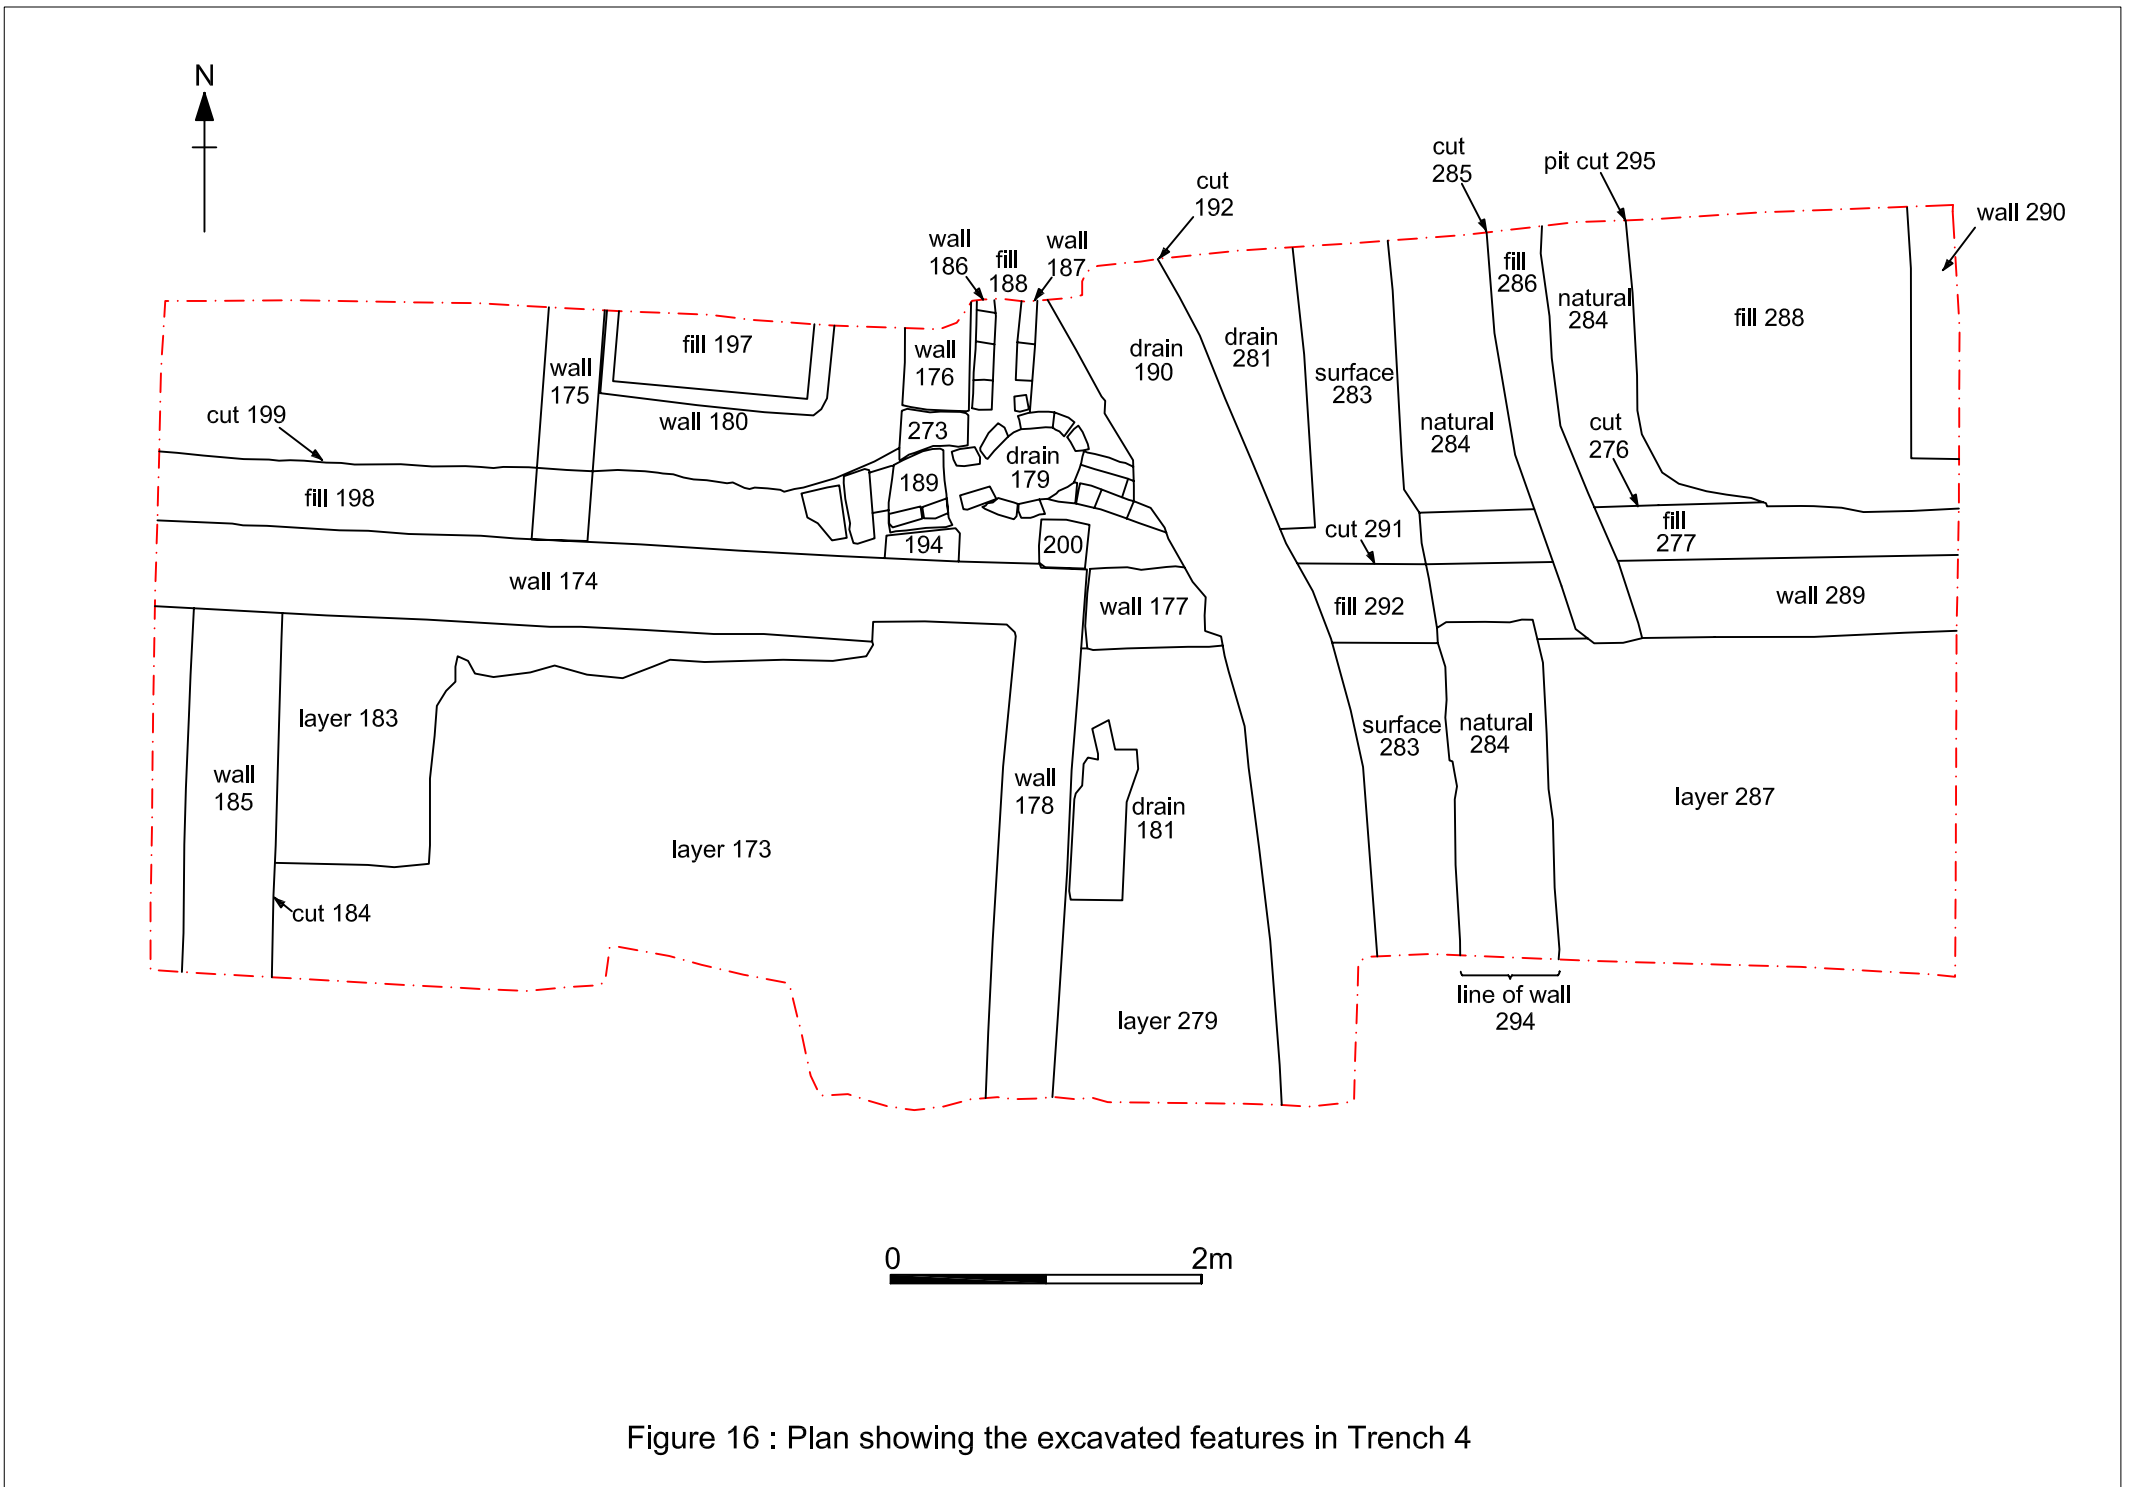 N
cut
285
pit cut 295
cut
192
wall 290
wall
186
fill
188
wall
187
fill
286
natural
284
fill 288
wall
175
fill 197
wall
176
drain
190
drain
281
surface
283
cut 199
wall 180
273
natural
284
cut
276
drain
179
189
fill 198
fill
277
cut 291
194
200
wall 174
wall 177
fill 292
wall 289
layer 183
surface
283
natural
284
wall
185
wall
178
drain
181
layer 287
layer 173
cut 184
line of wall
294
layer 279
0 2m
Figure 16 : Plan showing the excavated features in Trench 4